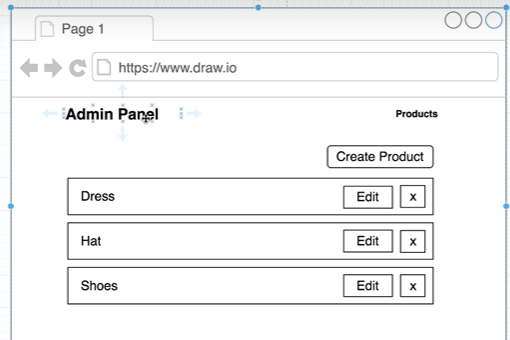 Page 1
https://www.draw.io
Admin Panel Products
Create Product
Dress Edit x
Hat Edit x
Shoes Edit x